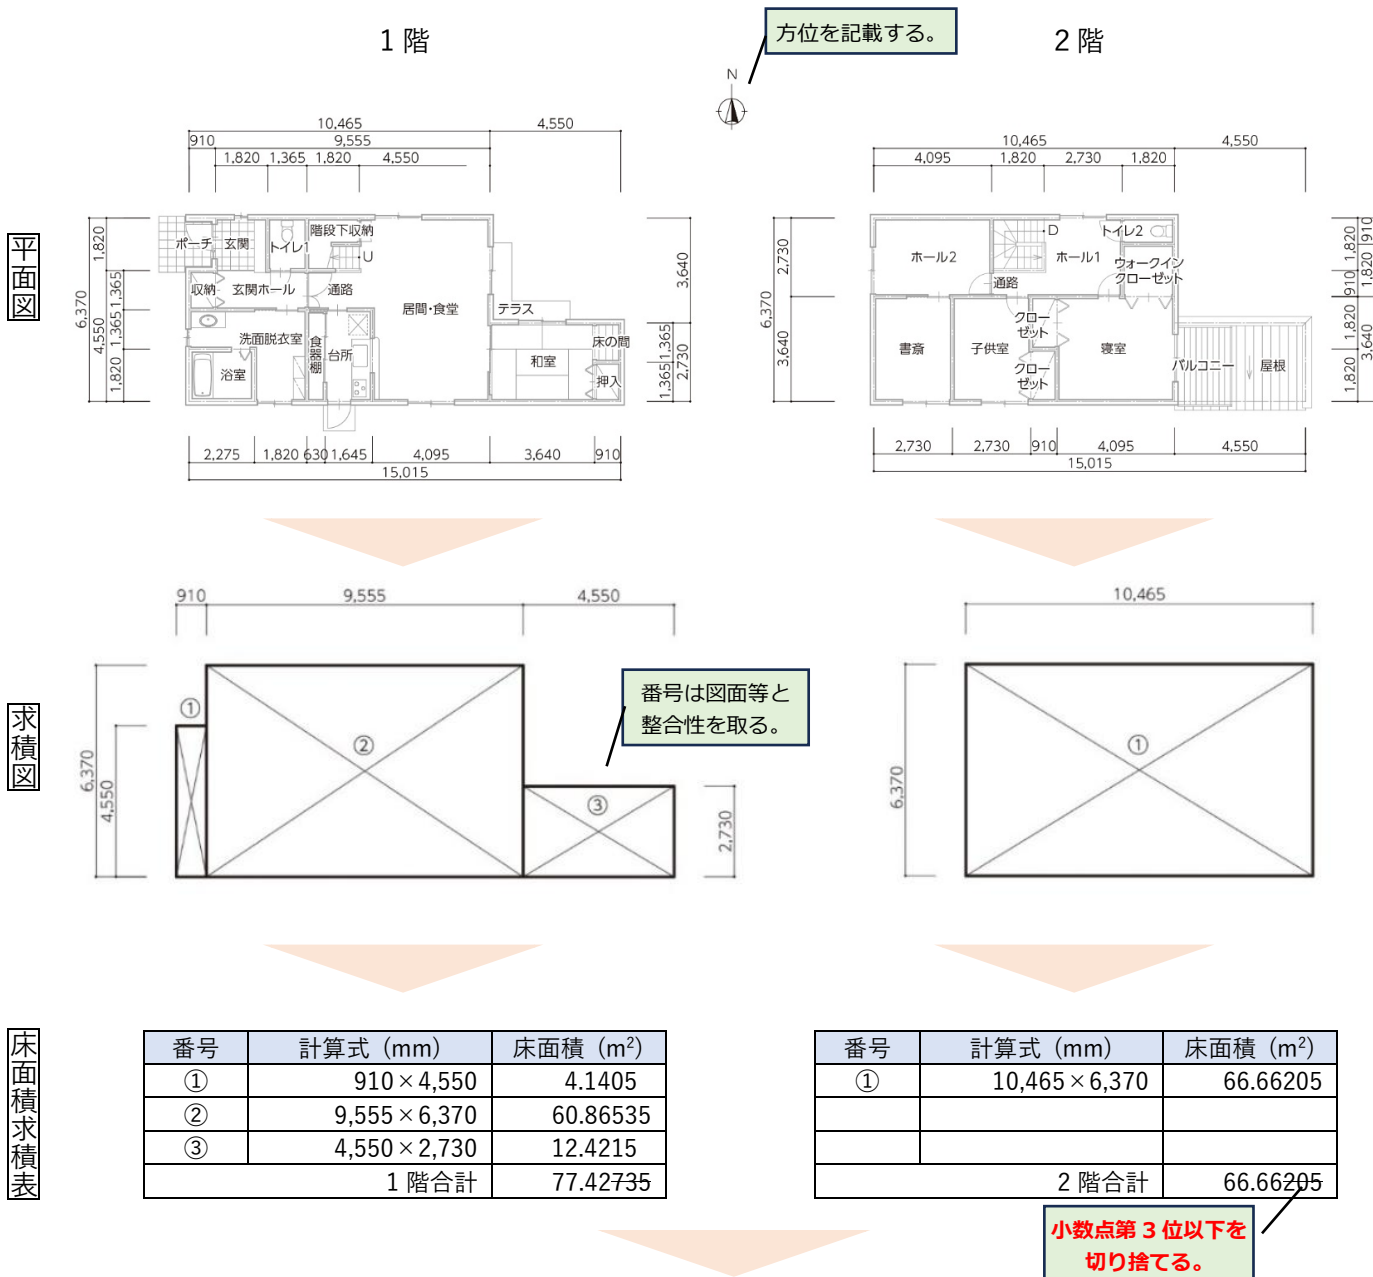 1階
方位を記載する。
2階
N
平面図
10,465
4,550
910
9,555
1,820
1,365
1,820
4,550
6,370
1,820
4,550
1,365
1,365
1,820
ポーチ
玄関
トイレ1
階段下収納
U
収納
玄関ホール
通路
居間・食堂
テラス
洗面脱衣室
食器棚
台所
浴室
和室
床の間
押入
3,640
1,365
1,365
2,730
2,275
1,820
630
1,645
4,095
3,640
910
15,015
10,465
4,550
4,095
1,820
2,730
1,820
6,370
2,730
3,640
ホール2
D
ホール1
トイレ2
ウォークイン
クローゼット
通路
クロー
ゼット
書斎
子供室
寝室
クロー
ゼット
バルコニー
屋根
1,820
910
910
1,820
1,820
3,640
1,820
2,730
2,730
910
4,095
4,550
15,015
求積図
910
9,555
4,550
6,370
4,550
①
②
③
2,730
番号は図面等と
整合性を取る。
10,465
6,370
①
床面積求積表
番号 計算式（mm） 床面積（m²）
① 910×4,550 4.1405
② 9,555×6,370 60.86535
③ 4,550×2,730 12.4215
1階合計 77.42735
番号 計算式（mm） 床面積（m²）
① 10,465×6,370 66.66205
2階合計 66.66205
小数点第3位以下を
切り捨てる。